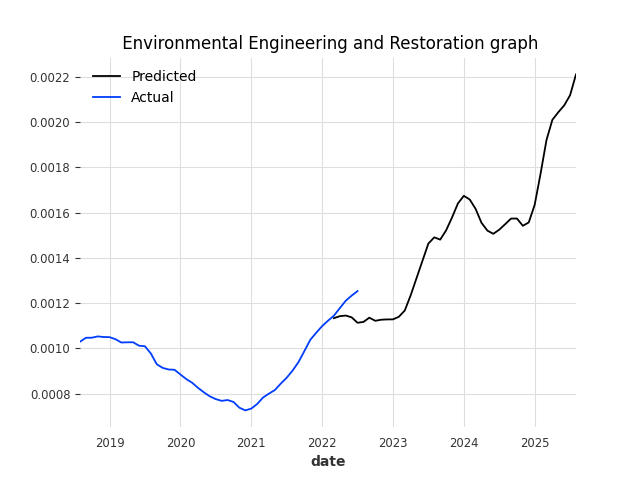 Environmental Engineering and Restoration graph
Predicted
Actual
0.0022
0.0020
0.0018
0.0016
0.0014
0.0012
0.0010
0.0008
2019 2020 2021 2022 2023 2024 2025
date